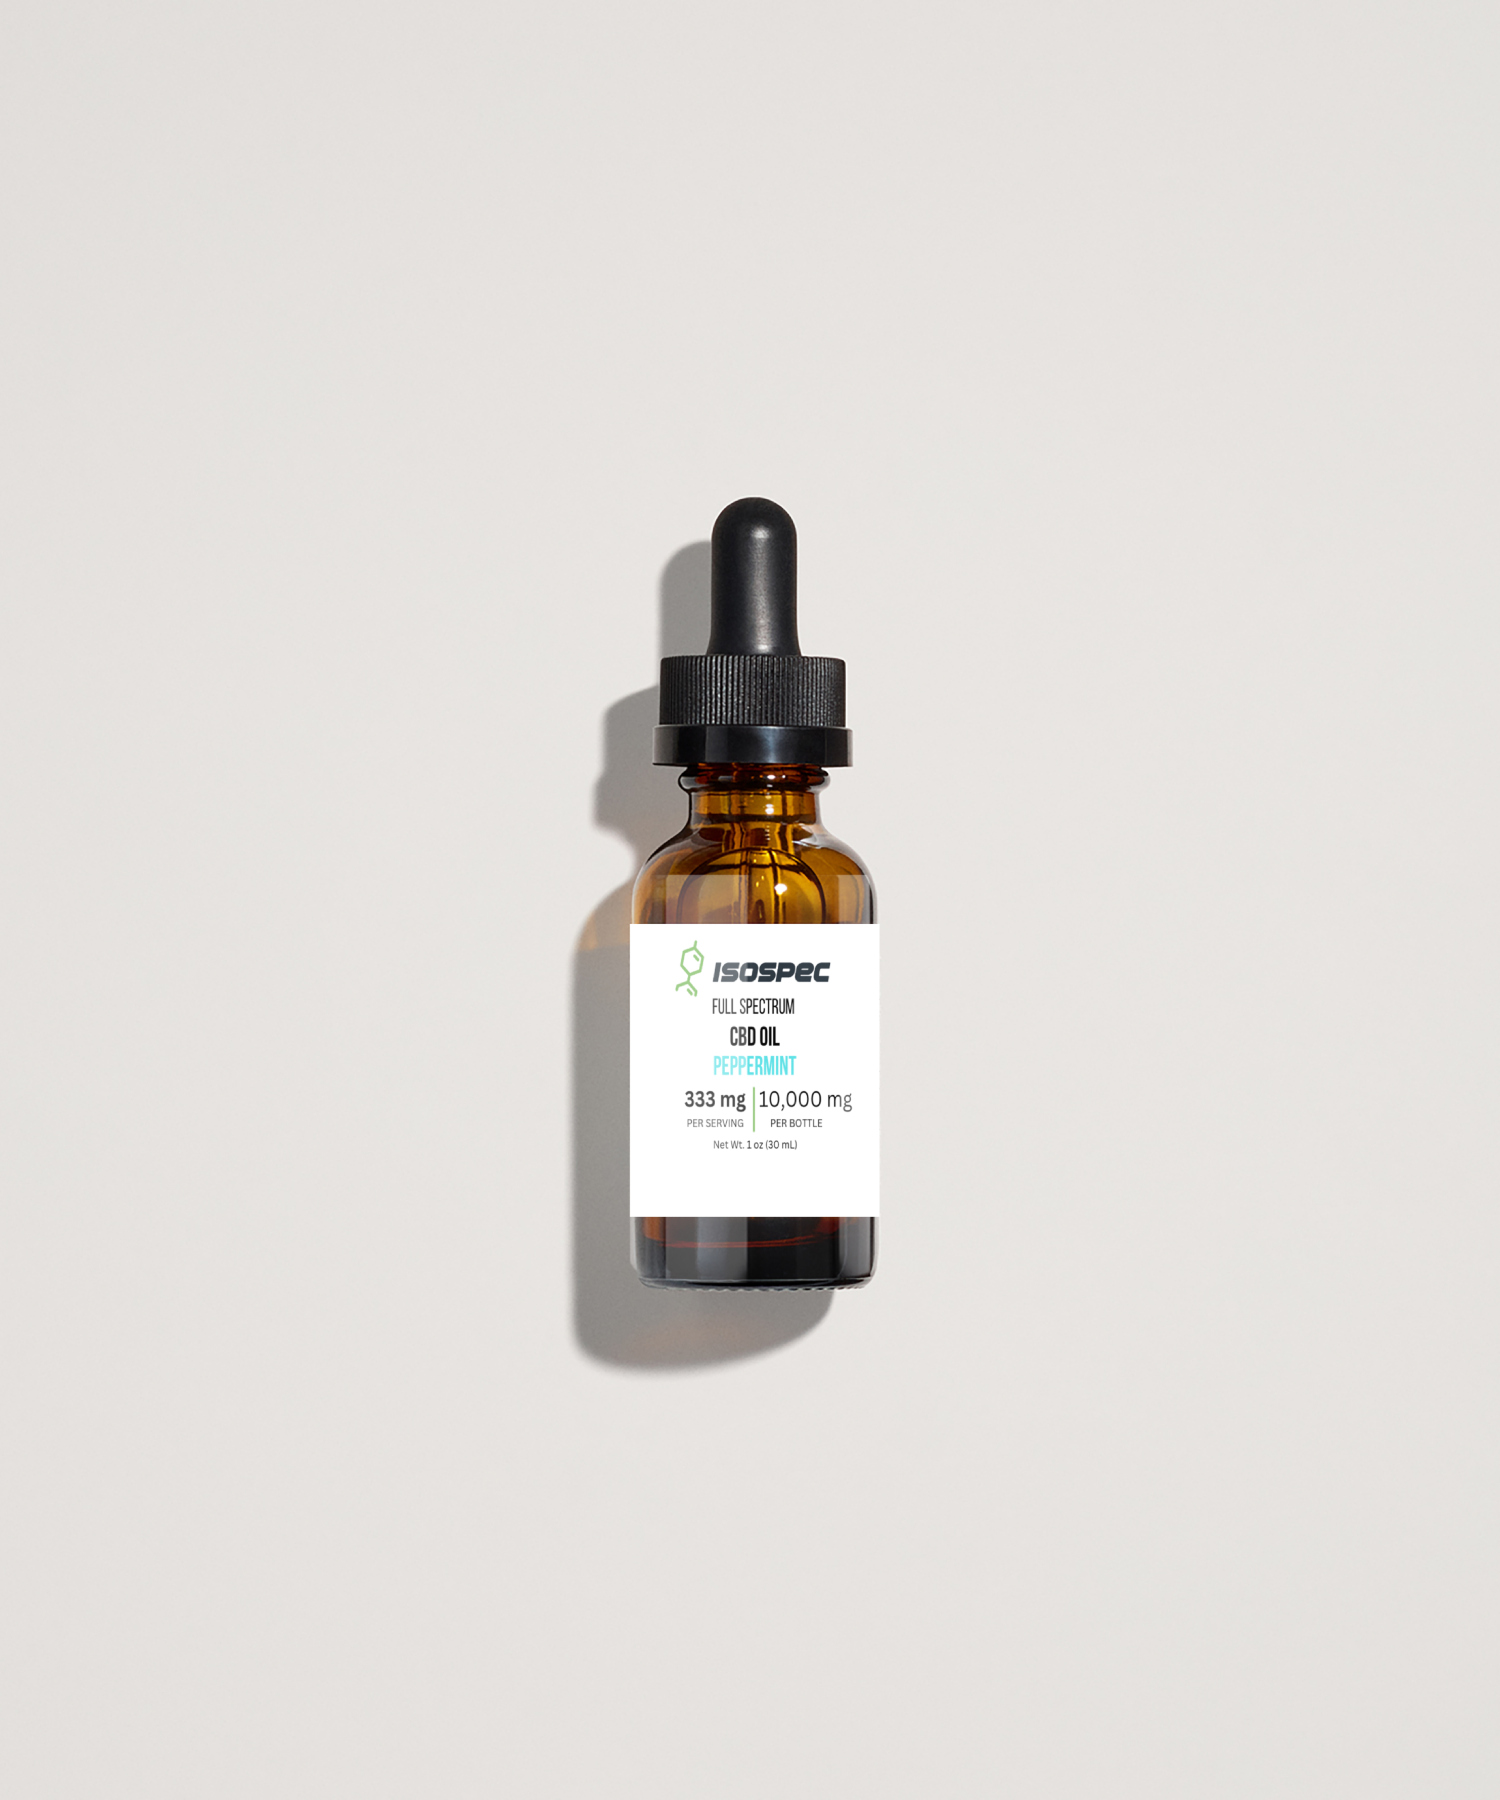 ISOSPEC
FULL SPECTRUM
CBD OIL
PEPPERMINT
333 mg 10,000 mg
PER SERVING PER BOTTLE
Net Wt. 1 oz (30 mL)